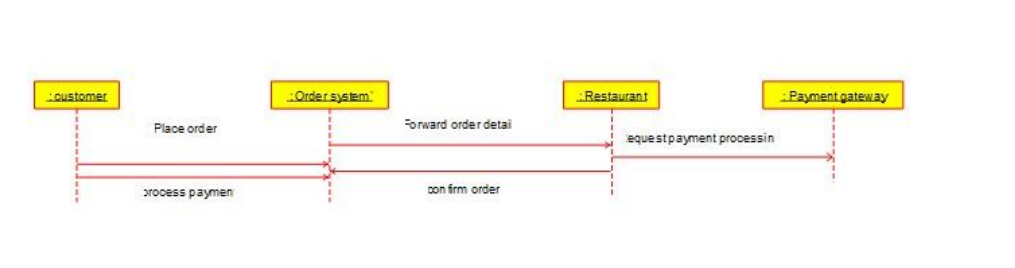 : customer
: Order system`
: Restaurant
: Payment gateway
Place order
Forward order detail
equest payment processin
process paymen
confirm order